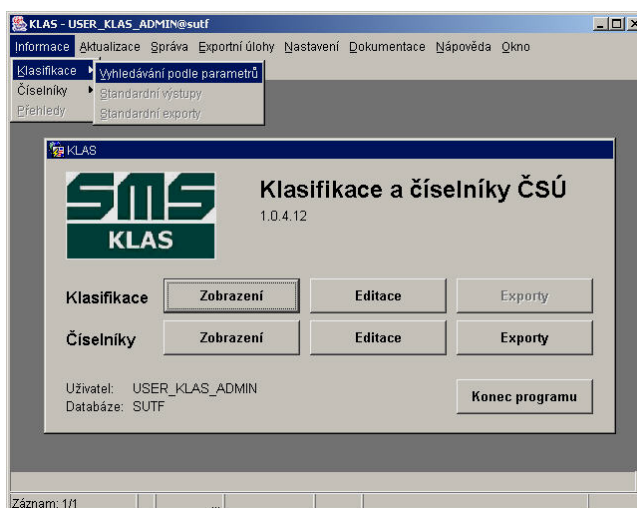 KLAS - USER_KLAS_ADMIN@sutf
Informace Aktualizace Správa Exportní úlohy Nastavení Dokumentace Nápověda Okno
Klasifikace Vyhledávání podle parametrů
Číselníky Standardní výstupy
Přehledy Standardní exporty
KLAS
SMS
KLAS
Klasifikace a číselníky ČSÚ
1.0.4.12
Klasifikace Zobrazení Editace Exporty
Číselníky Zobrazení Editace Exporty
Uživatel: USER_KLAS_ADMIN
Databáze: SUTF
Konec programu
Záznam: 1/1 ...